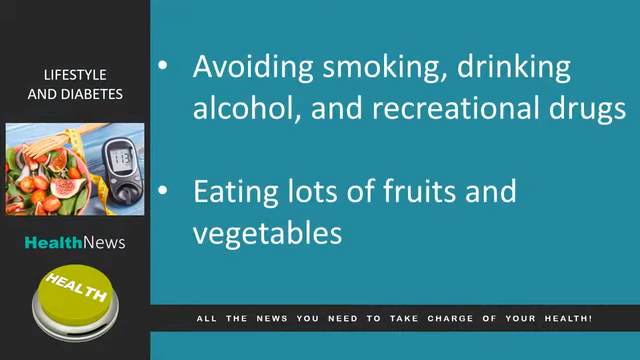 LIFESTYLE
AND DIABETES
113
HealthNews
HEALTH
• Avoiding smoking, drinking
alcohol, and recreational drugs
• Eating lots of fruits and
vegetables
ALL THE NEWS YOU NEED TO TAKE CHARGE OF YOUR HEALTH!